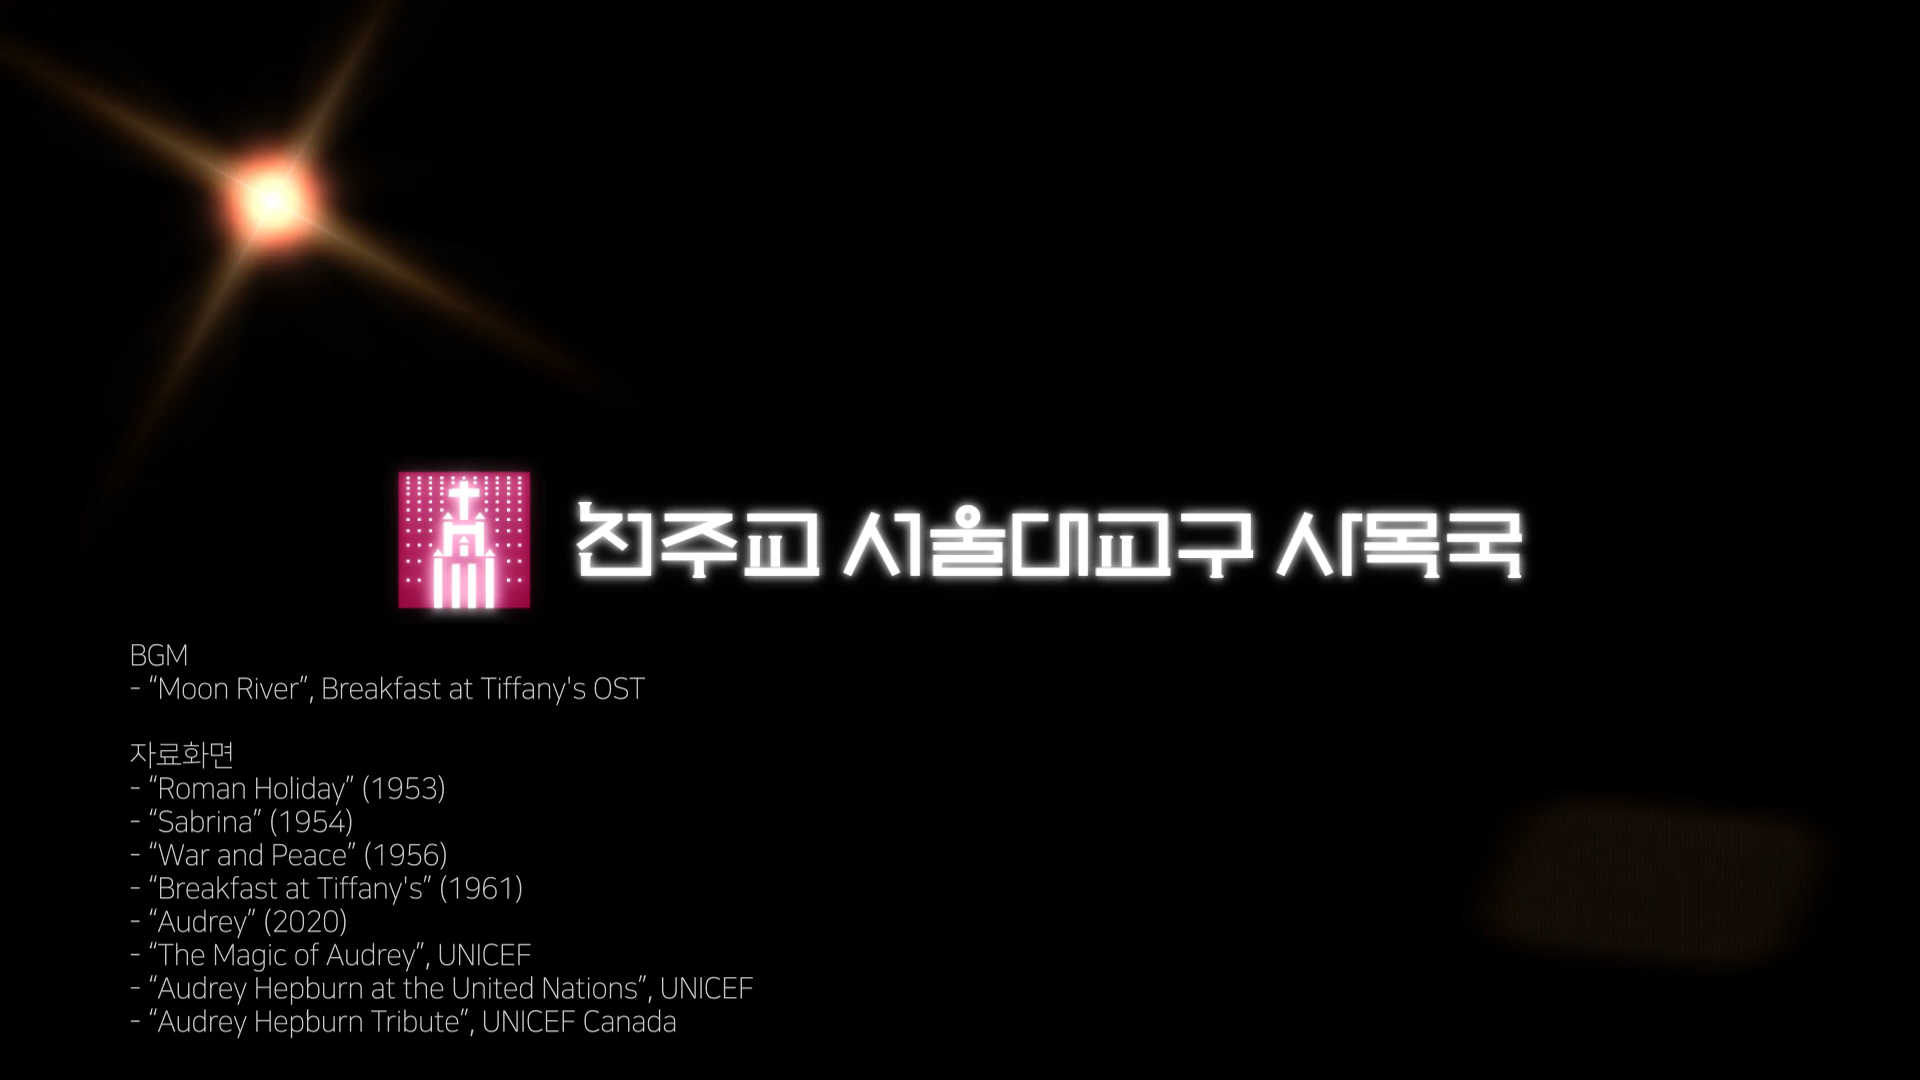 천주교 서울대교구 사목국
BGM
- “Moon River”, Breakfast at Tiffany's OST
자료화면
- “Roman Holiday” (1953)
- “Sabrina” (1954)
- “War and Peace” (1956)
- “Breakfast at Tiffany's” (1961)
- “Audrey” (2020)
- “The Magic of Audrey”, UNICEF
- “Audrey Hepburn at the United Nations”, UNICEF
- “Audrey Hepburn Tribute”, UNICEF Canada